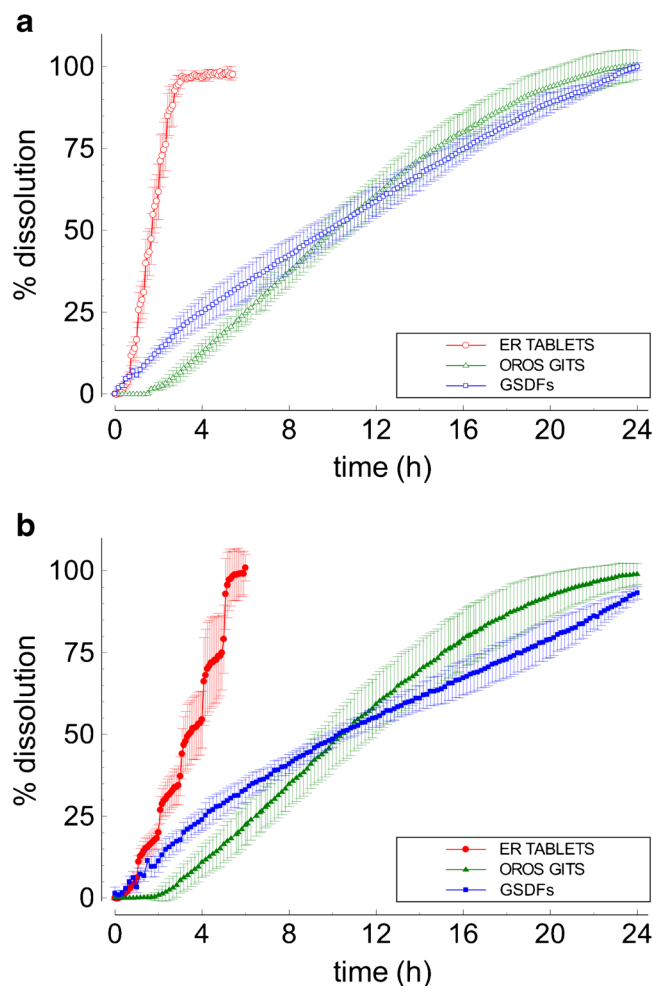 a
100
75
50
25
0
% dissolution
ER TABLETS
OROS GITS
GSDFs
0 4 8 12 16 20 24
time (h)
b
100
75
50
25
0
% dissolution
ER TABLETS
OROS GITS
GSDFs
0 4 8 12 16 20 24
time (h)